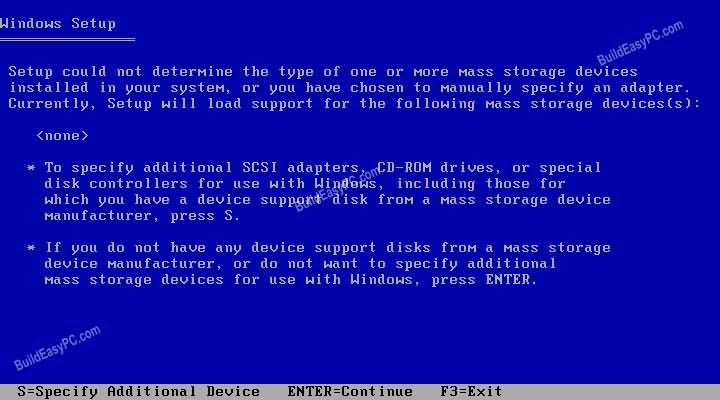 Windows Setup
Setup could not determine the type of one or more mass storage devices
installed in your system, or you have chosen to manually specify an adapter.
Currently, Setup will load support for the following mass storage devices(s):
<none>
* To specify additional SCSI adapters, CD-ROM drives, or special
disk controllers for use with Windows, including those for
which you have a device support disk from a mass storage device
manufacturer, press S.
* If you do not have any device support disks from a mass storage
device manufacturer, or do not want to specify additional
mass storage devices for use with Windows, press ENTER.
S=Specify Additional Device ENTER=Continue F3=Exit
BuildEasyPC.com
BuildEasyPC.com
BuildEasyPC.com